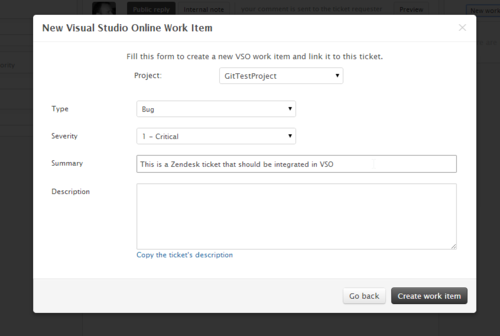 Public reply Internal note Preview
New Visual Studio Online Work Item
Fill this form to create a new VSO work item and link it to this ticket.
Project: GitTestProject
Type Bug
Severity 1 - Critical
Summary This is a Zendesk ticket that should be integrated in VSO
Description
Copy the ticket's description
Go back Create work item